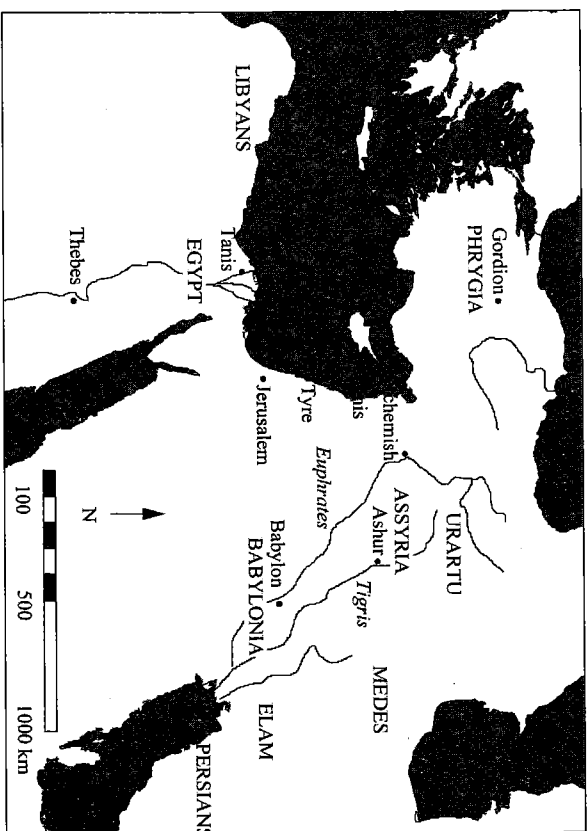 Gordion
PHRYGIA
URARTU
ASSYRIA
chemish
Ashur
MEDES
Tigris
nis
Euphrates
Tyre
Jerusalem
Babylon
BABYLONIA
ELAM
LIBYANS
Tanis
EGYPT
PERSIANS
Thebes
N
100 500 1000 km